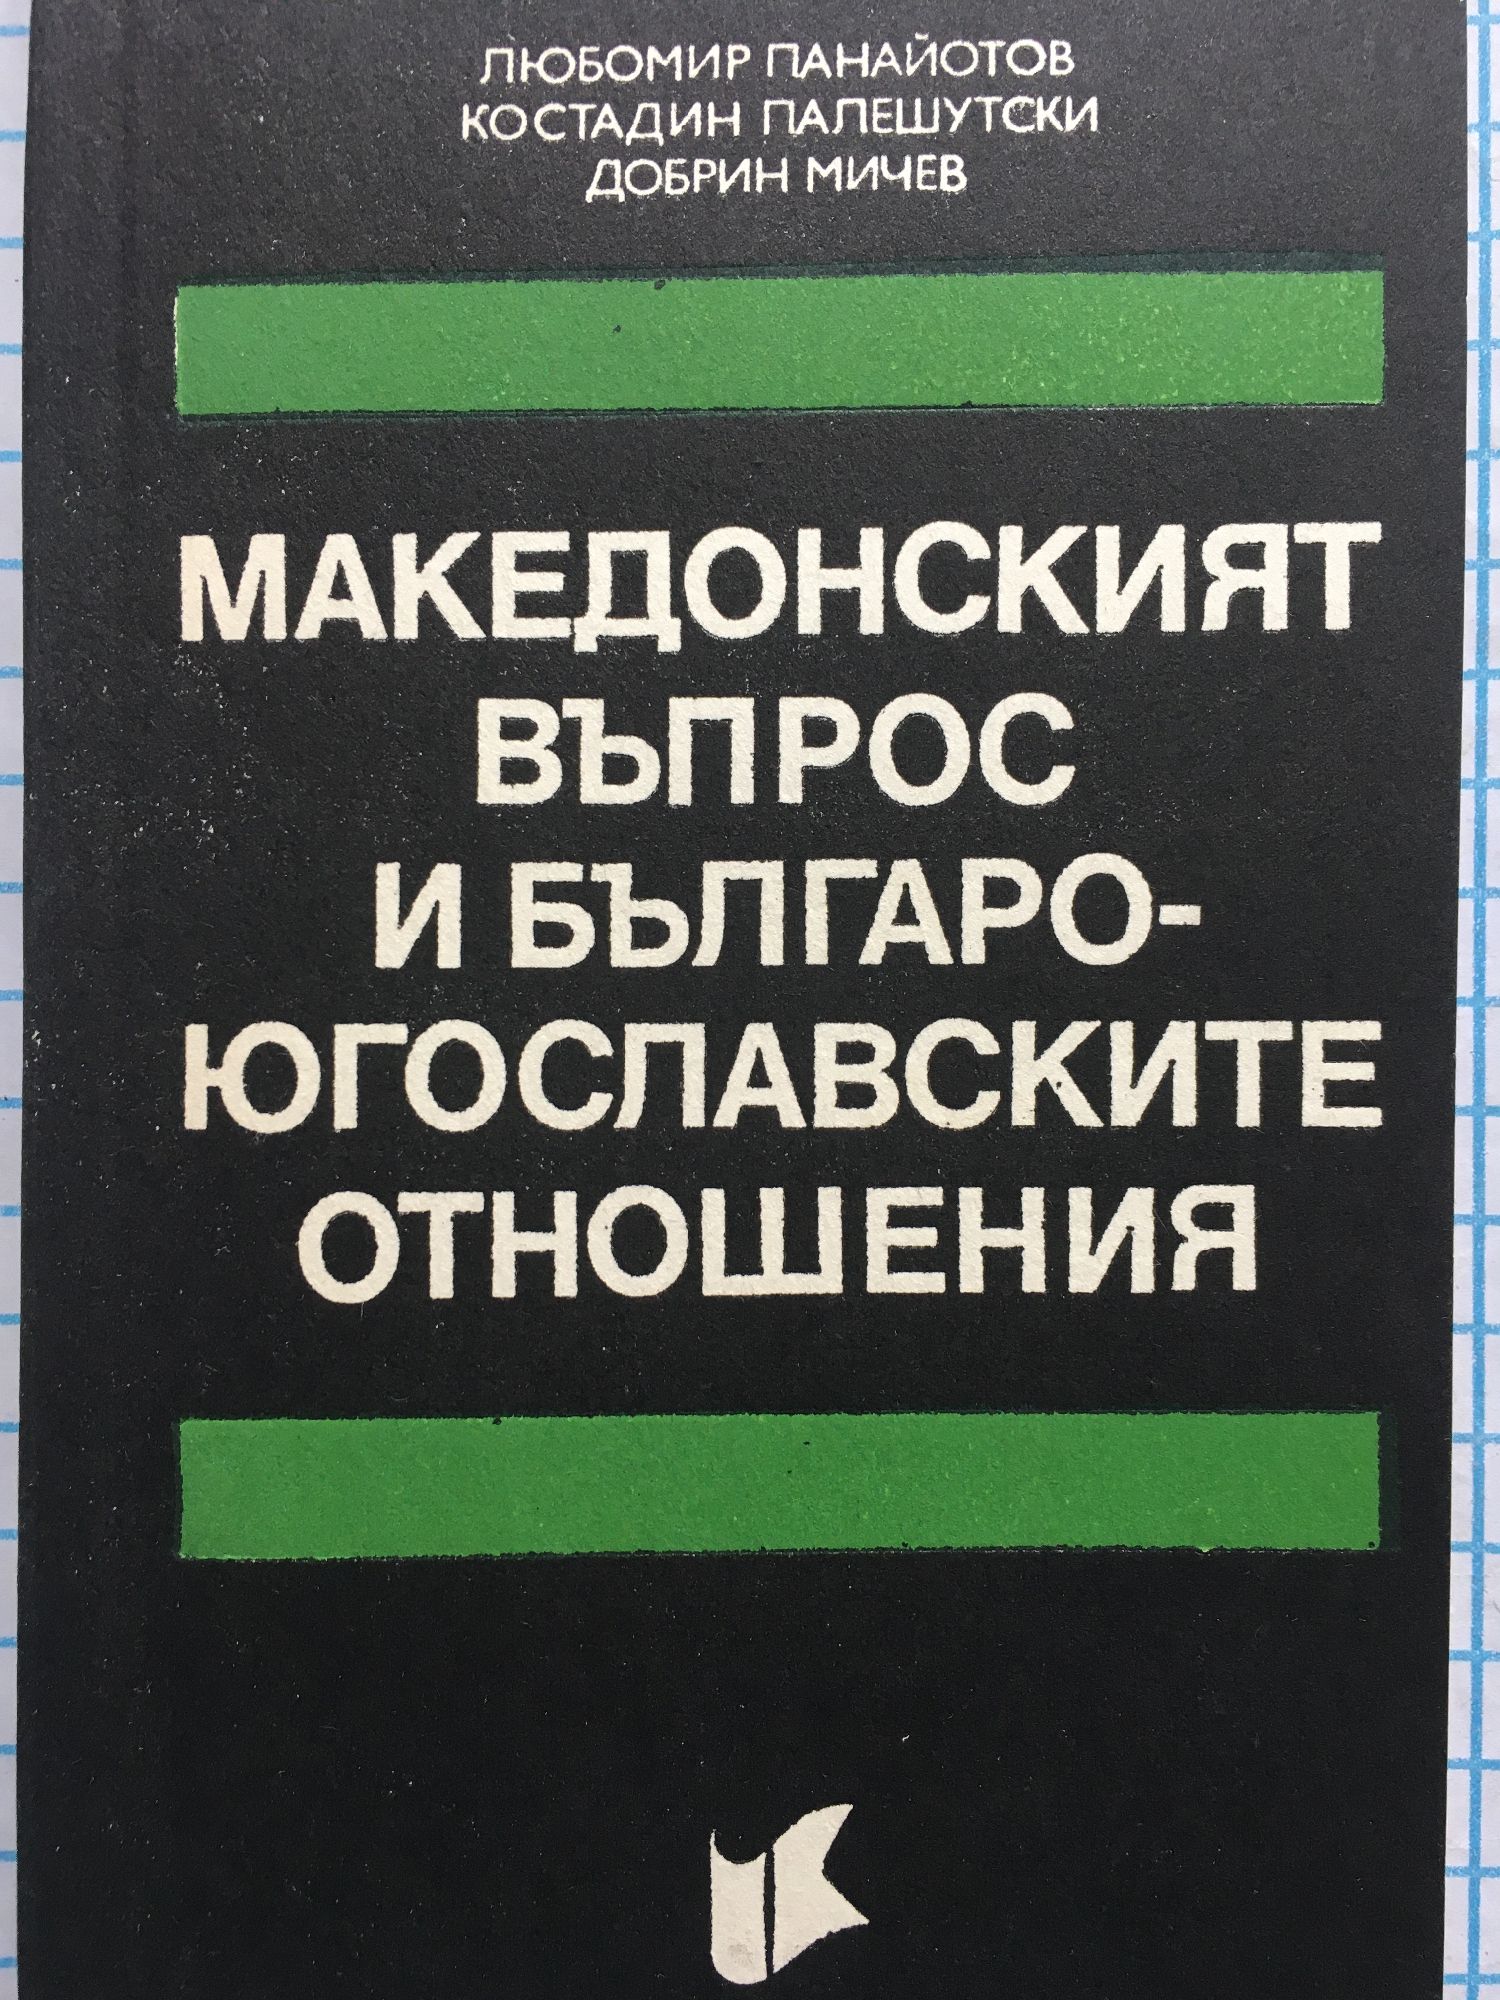 ЛЮБОМИР ПАНАЙОТОВ
КОСТАДИН ПАЛЕШУТСКИ
ДОБРИН МИЧЕВ
МАКЕДОНСКИЯТ
ВЪПРОС
И БЪЛГАРО-
ЮГОСЛАВСКИТЕ
ОТНОШЕНИЯ